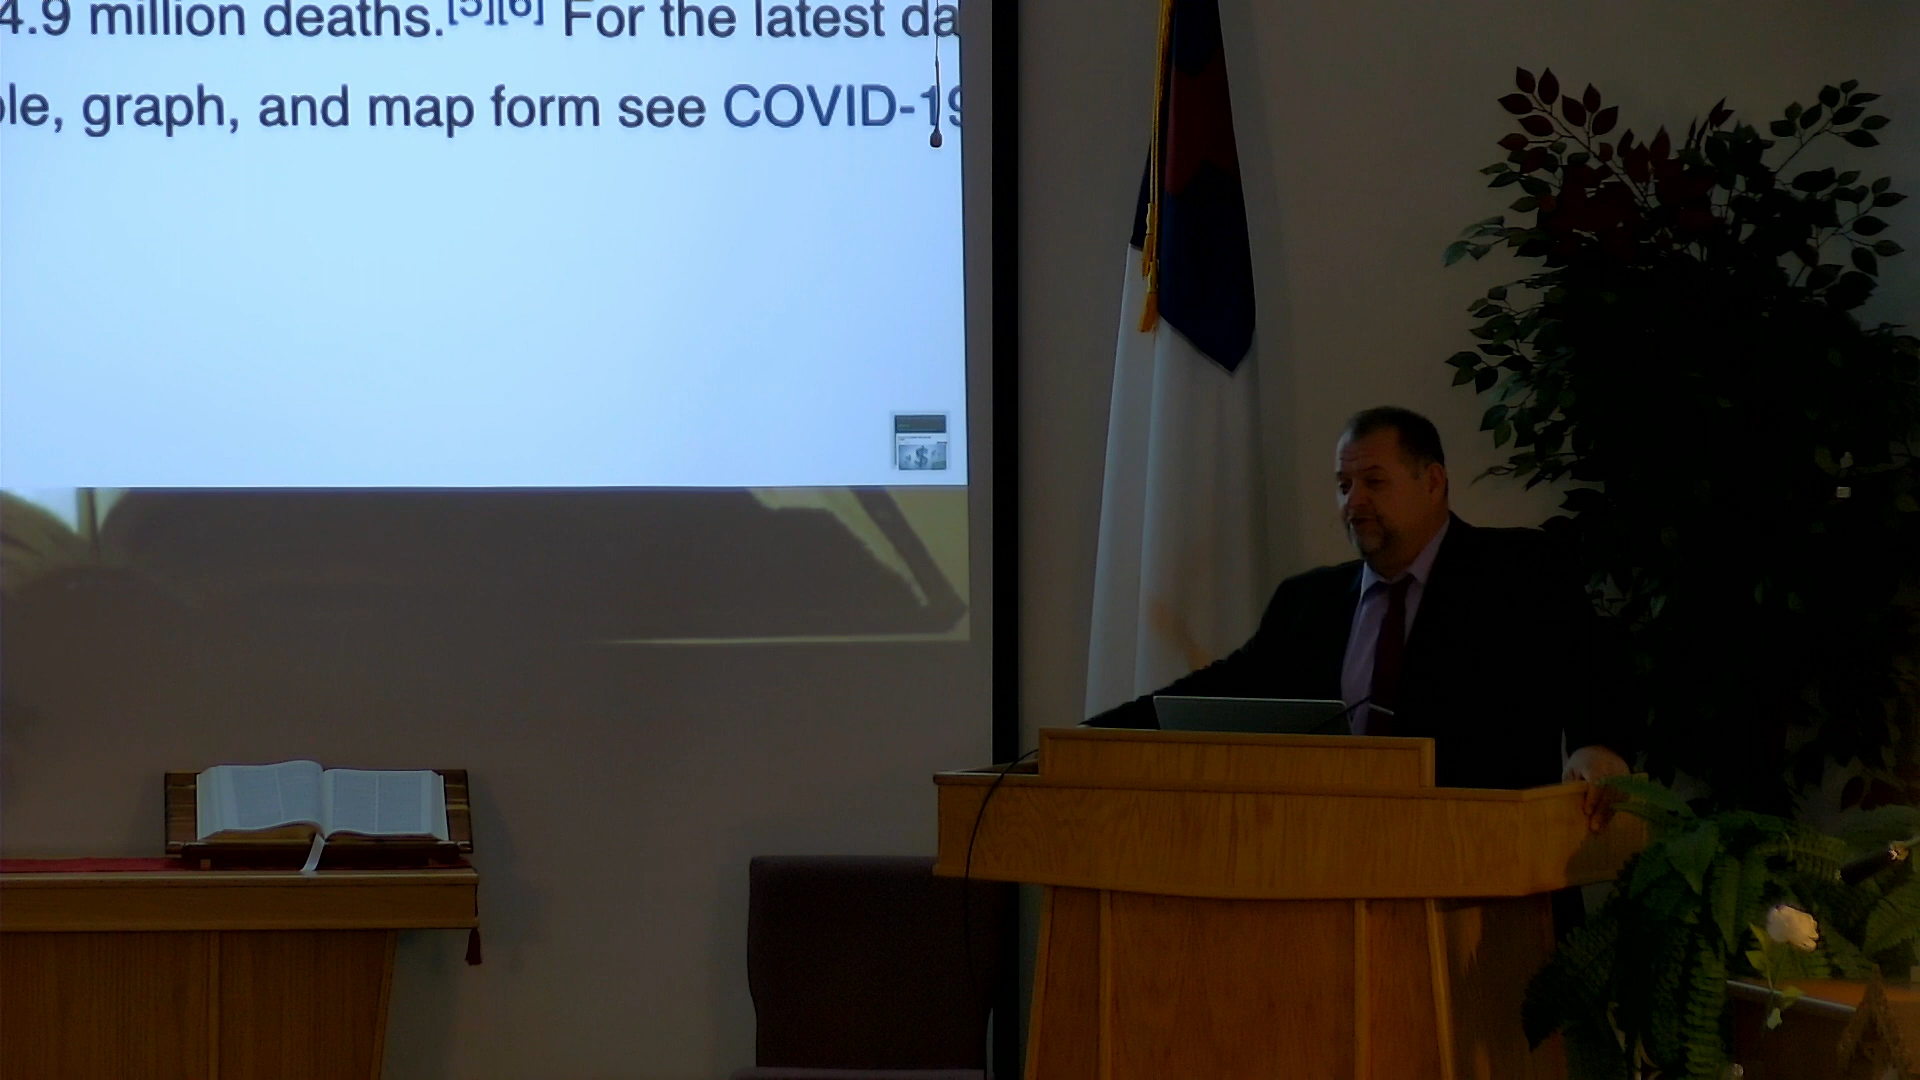 4.9 million deaths.[5][6] For the latest da
ole, graph, and map form see COVID-19